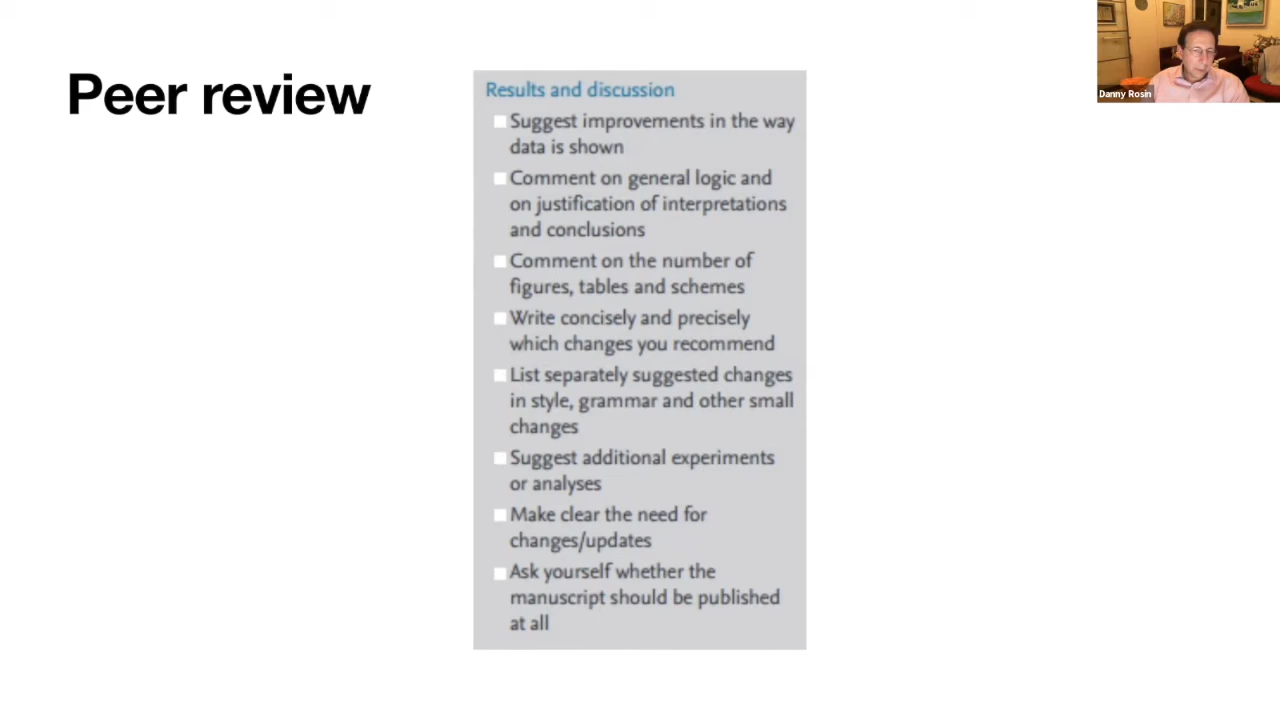 Peer review
Results and discussion
Suggest improvements in the way
data is shown
Comment on general logic and
on justification of interpretations
and conclusions
Comment on the number of
figures, tables and schemes
Write concisely and precisely
which changes you recommend
List separately suggested changes
in style, grammar and other small
changes
Suggest additional experiments
or analyses
Make clear the need for
changes/updates
Ask yourself whether the
manuscript should be published
at all
Danny Rosin